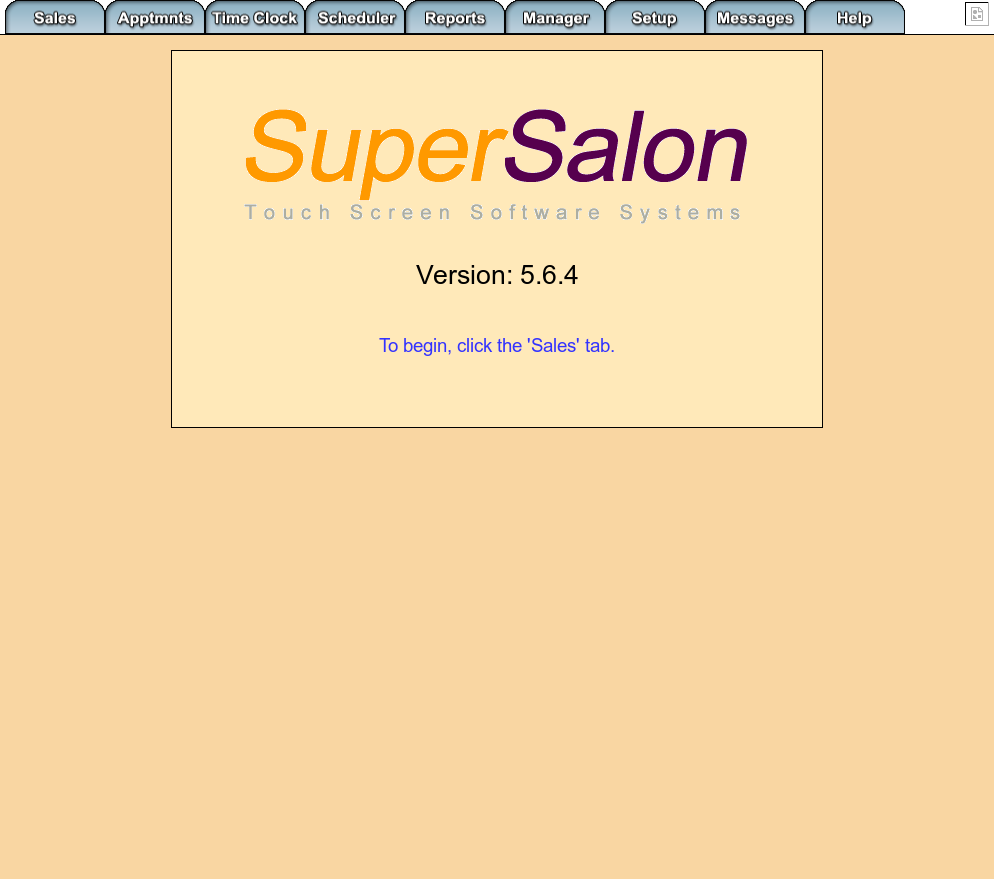 Sales Apptmnts Time Clock Scheduler Reports Manager Setup Messages Help
SuperSalon
Touch Screen Software Systems
Version: 5.6.4
To begin, click the 'Sales' tab.